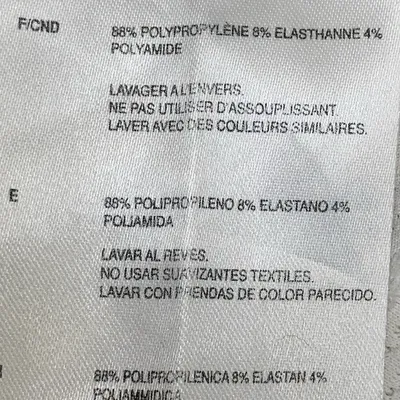 F/CND
88% POLYPROPYLÈNE 8% ELASTHANNE 4%
POLYAMIDE
LAVAGER A L'ENVERS.
NE PAS UTILISER D'ASSOUPLISSANT.
LAVER AVEC DES COULEURS SIMILAIRES.
E
88% POLIPROPILENO 8% ELASTANO 4%
POLIAMIDA
LAVAR AL REVES.
NO USAR SUAVIZANTES TEXTILES.
LAVAR CON PRENDAS DE COLOR PARECIDO.
88% POLIPROPILENICA 8% ELASTAN 4%
POLIAMMIDICA